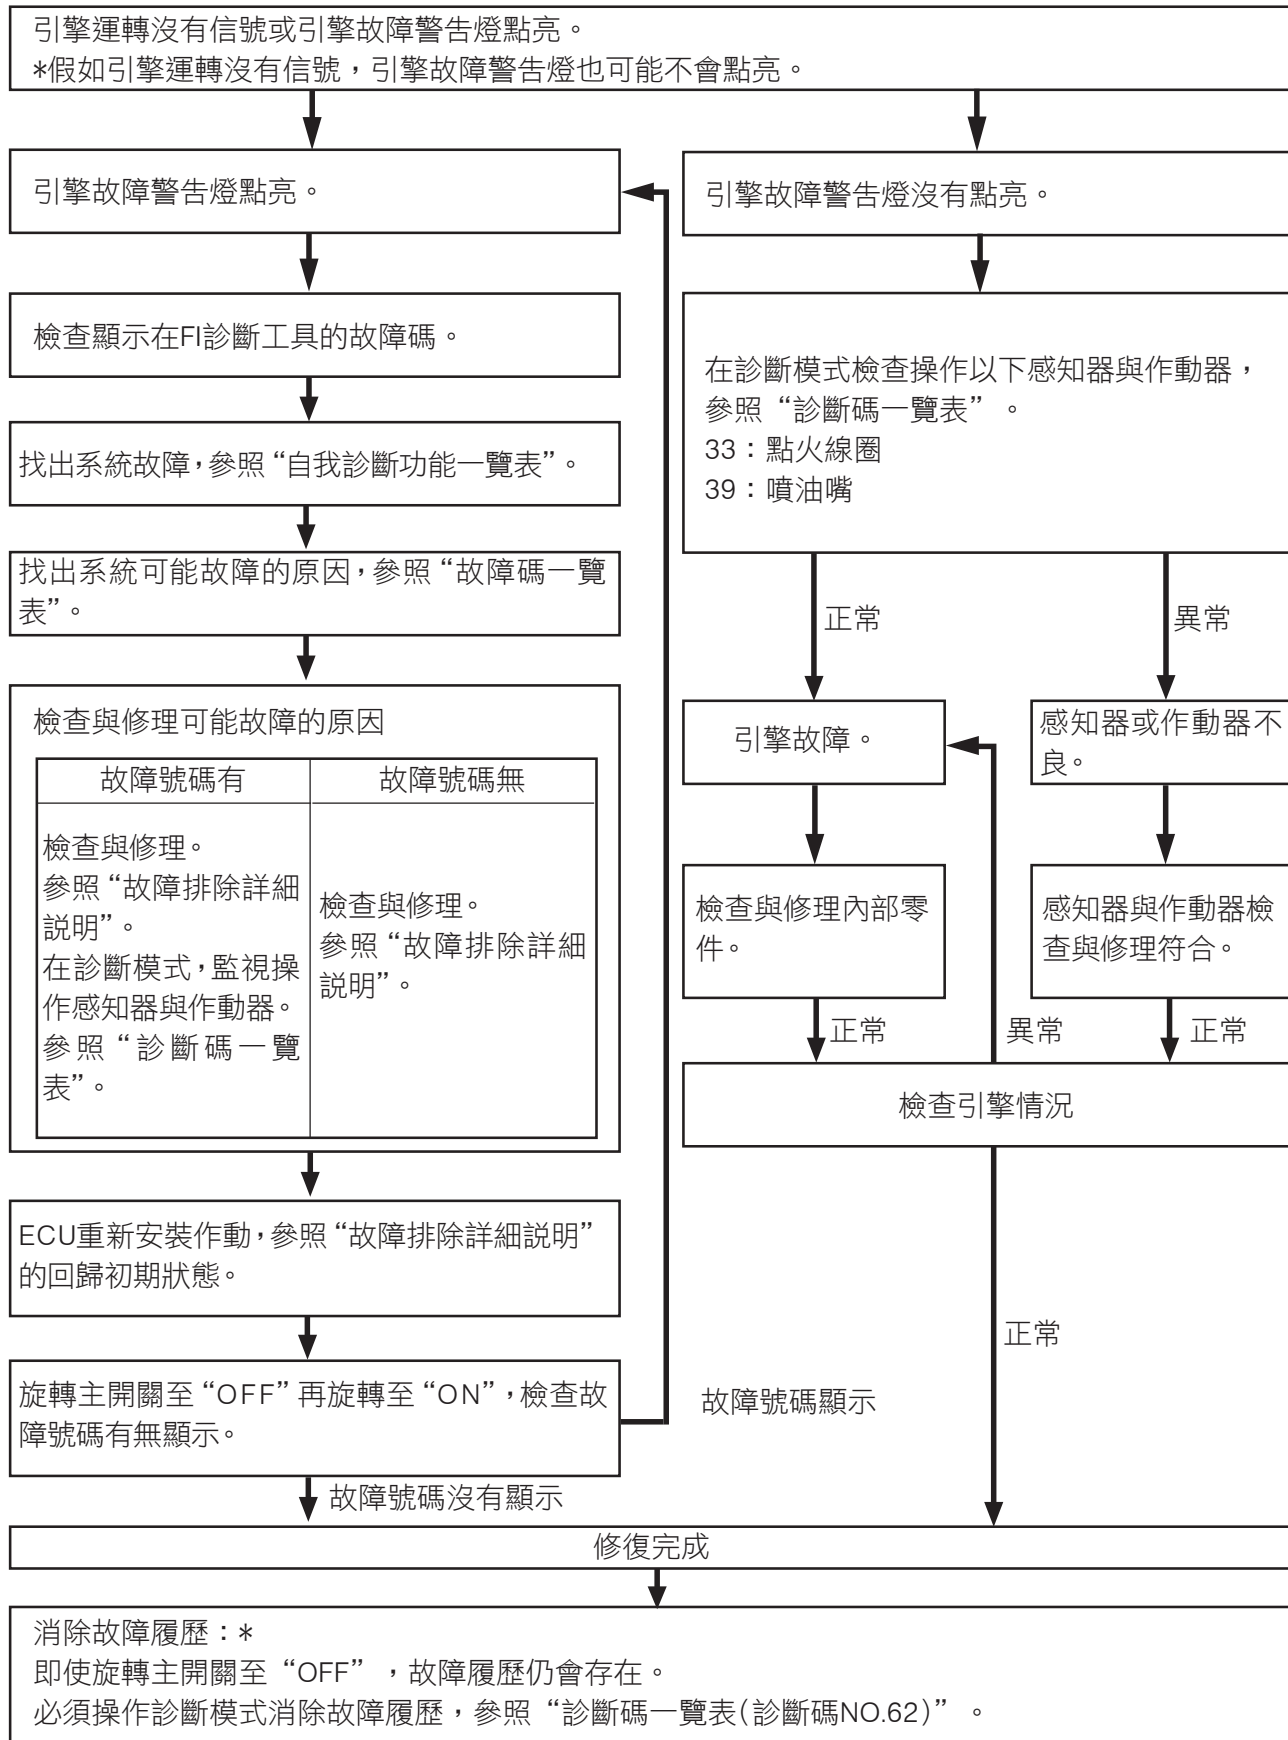 引擎運轉沒有信號或引擎故障警告燈點亮。
*假如引擎運轉沒有信號，引擎故障警告燈也可能不會點亮。
引擎故障警告燈點亮。
檢查顯示在FI診斷工具的故障碼。
找出系統故障，參照“自我診斷功能一覽表”。
找出系統可能故障的原因，參照“故障碼一覽
表”。
檢查與修理可能故障的原因
故障號碼有
檢查與修理。
參照“故障排除詳細
説明”。
在診斷模式，監視操
作感知器與作動器。
參照“診斷碼一覽
表”。
故障號碼無
檢查與修理。
參照“故障排除詳細
説明”。
ECU重新安裝作動，參照“故障排除詳細説明”
的回歸初期狀態。
旋轉主開關至“OFF”再旋轉至“ON”，檢查故
障號碼有無顯示。
故障號碼沒有顯示
故障號碼顯示
引擎故障警告燈沒有點亮。
在診斷模式檢查操作以下感知器與作動器，
參照“診斷碼一覽表”。
33：點火線圈
39：噴油嘴
正常
異常
引擎故障。
感知器或作動器不
良。
檢查與修理內部零
件。
感知器與作動器檢
查與修理符合。
正常
異常
正常
檢查引擎情況
正常
修復完成
消除故障履歷：*
即使旋轉主開關至“OFF”，故障履歷仍會存在。
必須操作診斷模式消除故障履歷，參照“診斷碼一覽表(診斷碼NO.62)”。